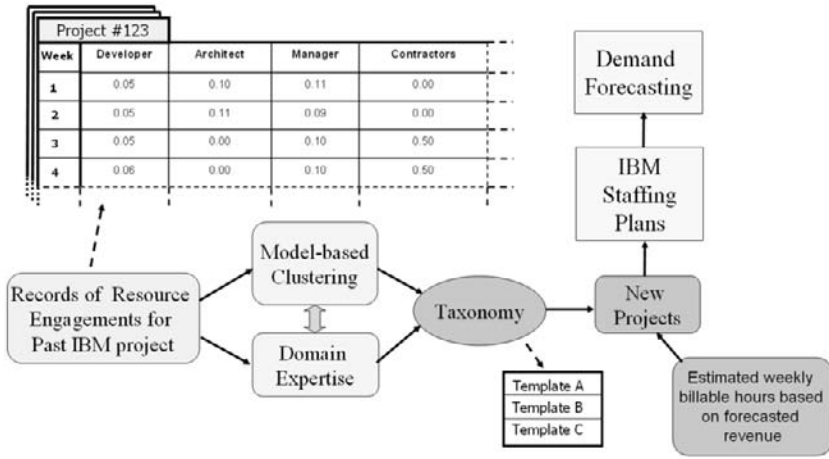 Project #123
Week Developer Architect Manager Contractors
1 0.05 0.10 0.11 0.00
2 0.05 0.11 0.09 0.00
3 0.05 0.00 0.10 0.50
4 0.06 0.00 0.10 0.50
Demand
Forecasting
IBM
Staffing
Plans
Model-based
Clustering
Records of Resource
Engagements for
Past IBM project
Domain
Expertise
Taxonomy
New
Projects
Template A
Template B
Template C
Estimated weekly
billable hours based
on forecasted
revenue